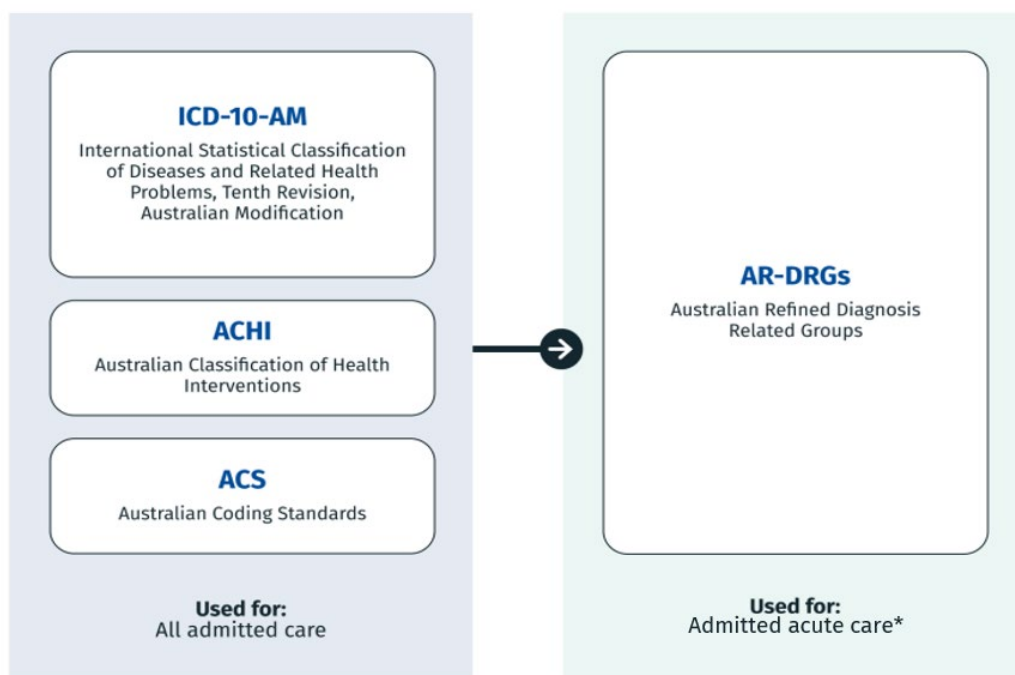 ICD-10-AM
International Statistical Classification
of Diseases and Related Health
Problems, Tenth Revision,
Australian Modification
ACHI
Australian Classification of Health
Interventions
ACS
Australian Coding Standards
Used for:
All admitted care
AR-DRGs
Australian Refined Diagnosis
Related Groups
Used for:
Admitted acute care*